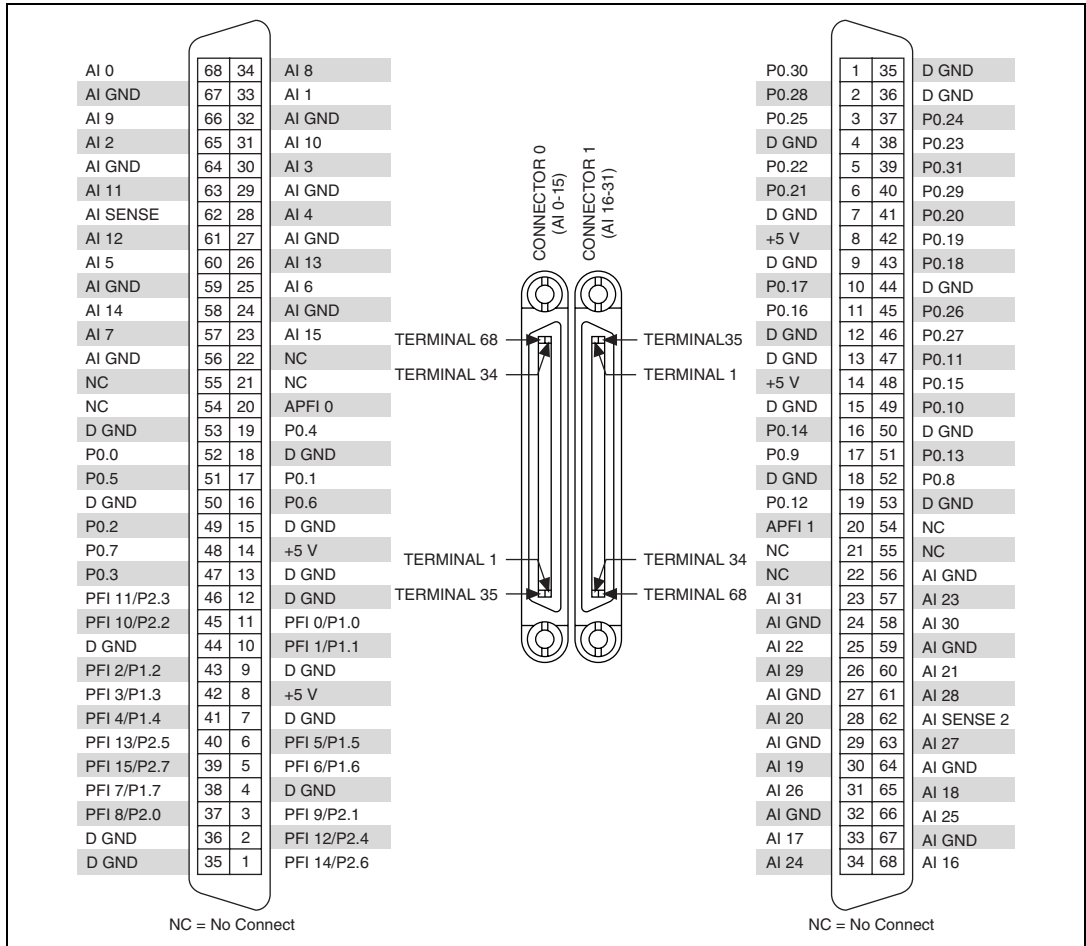 AI 0 68 34 AI 8
AI GND 67 33 AI 1
AI 9 66 32 AI GND
AI 2 65 31 AI 10
AI GND 64 30 AI 3
AI 11 63 29 AI GND
AI SENSE 62 28 AI 4
AI 12 61 27 AI GND
AI 5 60 26 AI 13
AI GND 59 25 AI 6
AI 14 58 24 AI GND
AI 7 57 23 AI 15
AI GND 56 22 NC
NC 55 21 NC
NC 54 20 APFI 0
D GND 53 19 P0.4
P0.0 52 18 D GND
P0.5 51 17 P0.1
D GND 50 16 P0.6
P0.2 49 15 D GND
P0.7 48 14 +5 V
P0.3 47 13 D GND
PFI 11/P2.3 46 12 D GND
PFI 10/P2.2 45 11 PFI 0/P1.0
D GND 44 10 PFI 1/P1.1
PFI 2/P1.2 43 9 D GND
PFI 3/P1.3 42 8 +5 V
PFI 4/P1.4 41 7 D GND
PFI 13/P2.5 40 6 PFI 5/P1.5
PFI 15/P2.7 39 5 PFI 6/P1.6
PFI 7/P1.7 38 4 D GND
PFI 8/P2.0 37 3 PFI 9/P2.1
D GND 36 2 PFI 12/P2.4
D GND 35 1 PFI 14/P2.6
NC = No Connect
CONNECTOR 0
(AI 0-15)
CONNECTOR 1
(AI 16-31)
TERMINAL 68
TERMINAL 34
TERMINAL35
TERMINAL 1
TERMINAL 1
TERMINAL 35
TERMINAL 34
TERMINAL 68
P0.30 1 35 D GND
P0.28 2 36 D GND
P0.25 3 37 P0.24
D GND 4 38 P0.23
P0.22 5 39 P0.31
P0.21 6 40 P0.29
D GND 7 41 P0.20
+5 V 8 42 P0.19
D GND 9 43 P0.18
P0.17 10 44 D GND
P0.16 11 45 P0.26
D GND 12 46 P0.27
D GND 13 47 P0.11
+5 V 14 48 P0.15
D GND 15 49 P0.10
P0.14 16 50 D GND
P0.9 17 51 P0.13
D GND 18 52 P0.8
P0.12 19 53 D GND
APFI 1 20 54 NC
NC 21 55 NC
NC 22 56 AI GND
AI 31 23 57 AI 23
AI GND 24 58 AI 30
AI 22 25 59 AI GND
AI 29 26 60 AI 21
AI GND 27 61 AI 28
AI 20 28 62 AI SENSE 2
AI GND 29 63 AI 27
AI 19 30 64 AI GND
AI 26 31 65 AI 18
AI GND 32 66 AI 25
AI 17 33 67 AI GND
AI 24 34 68 AI 16
NC = No Connect